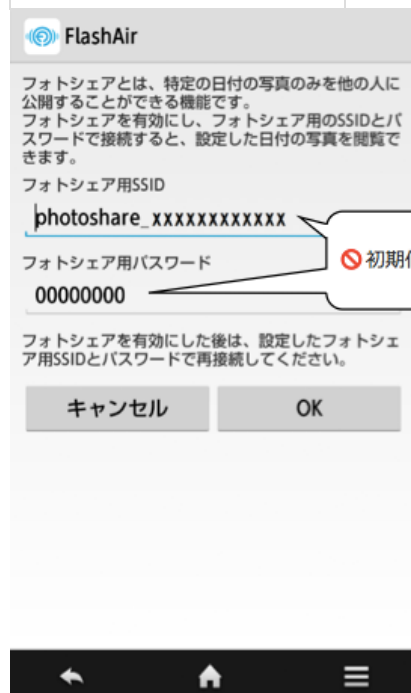 FlashAir
フォトシェアとは、特定の日付の写真のみを他の人に
公開することができる機能です。
フォトシェアを有効にし、フォトシェア用のSSIDとパ
スワードで接続すると、設定した日付の写真を閲覧で
きます。
フォトシェア用SSID
photoshare_xxxxxxxxxxxx
フォトシェア用パスワード
初期
00000000
フォトシェアを有効にした後は、設定したフォトシェ
ア用SSIDとパスワードで再接続してください。
キャンセル
OK